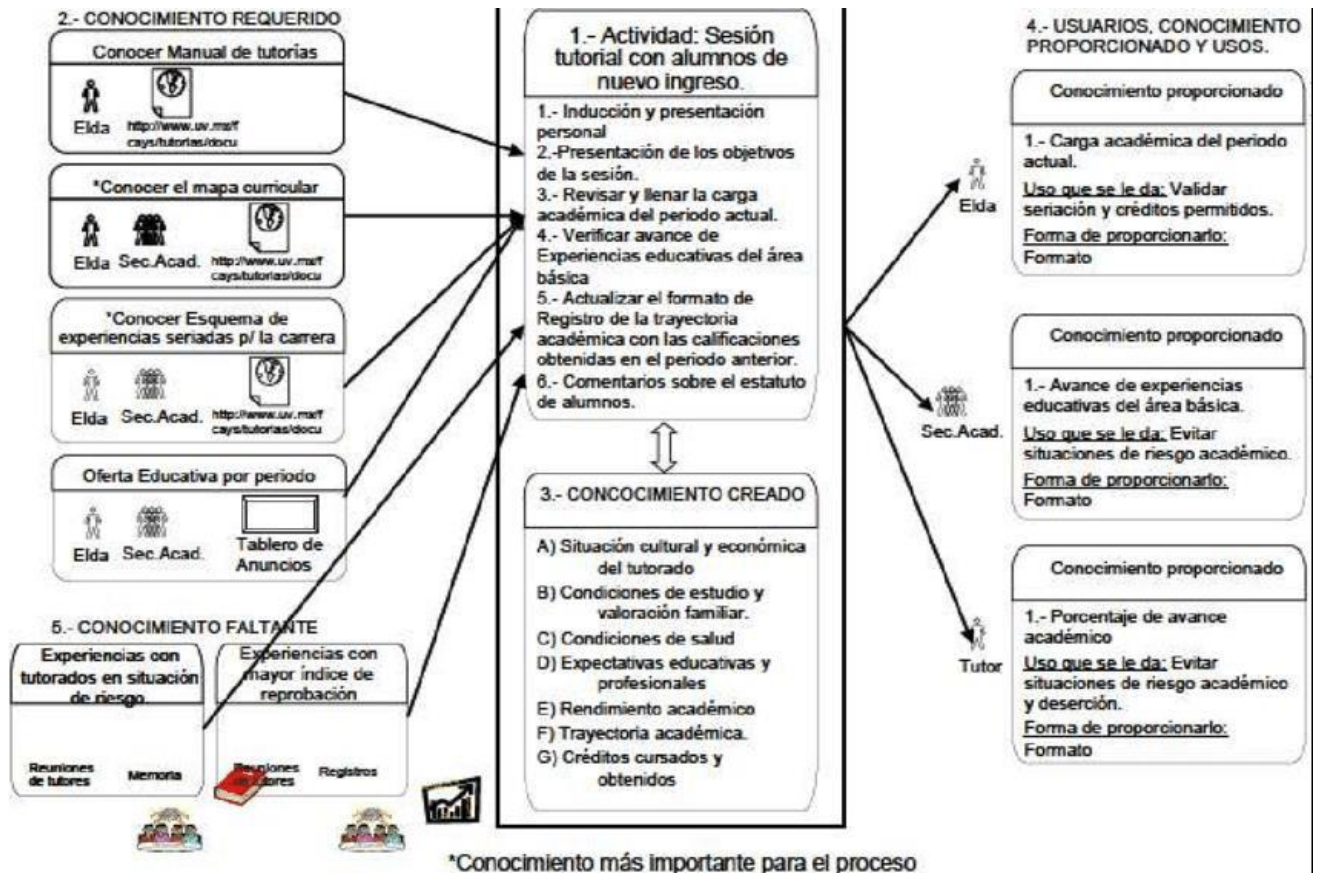 2.- CONOCIMIENTO REQUERIDO
Conocer Manual de tutorías
Elda
http://www.uv.mx/f
cays/tutorias/docu
*Conocer el mapa curricular
Elda
Sec.Acad.
http://www.uv.mx/f
cays/tutorias/docu
*Conocer Esquema de
experiencias seriadas p/ la carrera
Elda
Sec.Acad.
http://www.uv.mx/f
cays/tutorias/docu
Oferta Educativa por periodo
Elda
Sec.Acad.
Tablero de
Anuncios
5.- CONOCIMIENTO FALTANTE
Experiencias con
tutorados en situación
de riesgo
Reuniones
de tutores
Memoria
Experiencias con
mayor índice de
reprobación
Reuniones
de tutores
Registros
1.- Actividad: Sesión
tutorial con alumnos de
nuevo ingreso.
1.- Inducción y presentación
personal
2.-Presentación de los objetivos
de la sesión.
3.- Revisar y llenar la carga
académica del periodo actual.
4.- Verificar avance de
Experiencias educativas del área
básica
5.- Actualizar el formato de
Registro de la trayectoria
académica con las calificaciones
obtenidas en el periodo anterior.
6.- Comentarios sobre el estatuto
de alumnos.
3.- CONCOCIMIENTO CREADO
A) Situación cultural y económica
del tutorado
B) Condiciones de estudio y
valoración familiar.
C) Condiciones de salud
D) Expectativas educativas y
profesionales
E) Rendimiento académico
F) Trayectoria académica.
G) Créditos cursados y
obtenidos
4.- USUARIOS, CONOCIMIENTO
PROPORCIONADO Y USOS.
Elda
Conocimiento proporcionado
1.- Carga académica del periodo
actual.
Uso que se le da: Validar
seriación y créditos permitidos.
Forma de proporcionarlo:
Formato
Sec.Acad.
Conocimiento proporcionado
1.- Avance de experiencias
educativas del área básica.
Uso que se le da: Evitar
situaciones de riesgo académico.
Forma de proporcionarlo:
Formato
Tutor
Conocimiento proporcionado
1.- Porcentaje de avance
académico
Uso que se le da: Evitar
situaciones de riesgo académico
y deserción.
Forma de proporcionarlo:
Formato
*Conocimiento más importante para el proceso